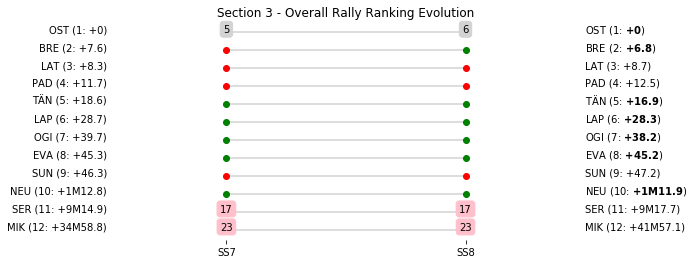 Section 3 - Overall Rally Ranking Evolution
OST (1: +0) 5 6 OST (1: +0)
BRE (2: +7.6) BRE (2: +6.8)
LAT (3: +8.3) LAT (3: +8.7)
PAD (4: +11.7) PAD (4: +12.5)
TÄN (5: +18.6) TÄN (5: +16.9)
LAP (6: +28.7) LAP (6: +28.3)
OGI (7: +39.7) OGI (7: +38.2)
EVA (8: +45.3) EVA (8: +45.2)
SUN (9: +46.3) SUN (9: +47.2)
NEU (10: +1M12.8) NEU (10: +1M11.9)
SER (11: +9M14.9) 17 17 SER (11: +9M17.7)
MIK (12: +34M58.8) 23 23 MIK (12: +41M57.1)
SS7 SS8